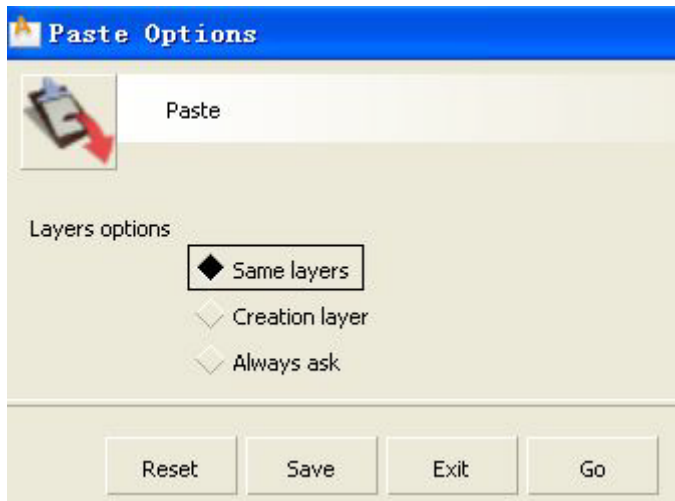 Paste Options
Paste
Layers options
Same layers
Creation layer
Always ask
Reset Save Exit Go